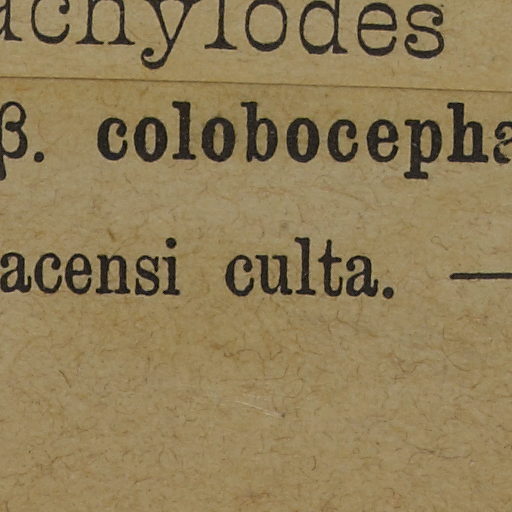 achylodes
β. colobocepha
acensi culta. —